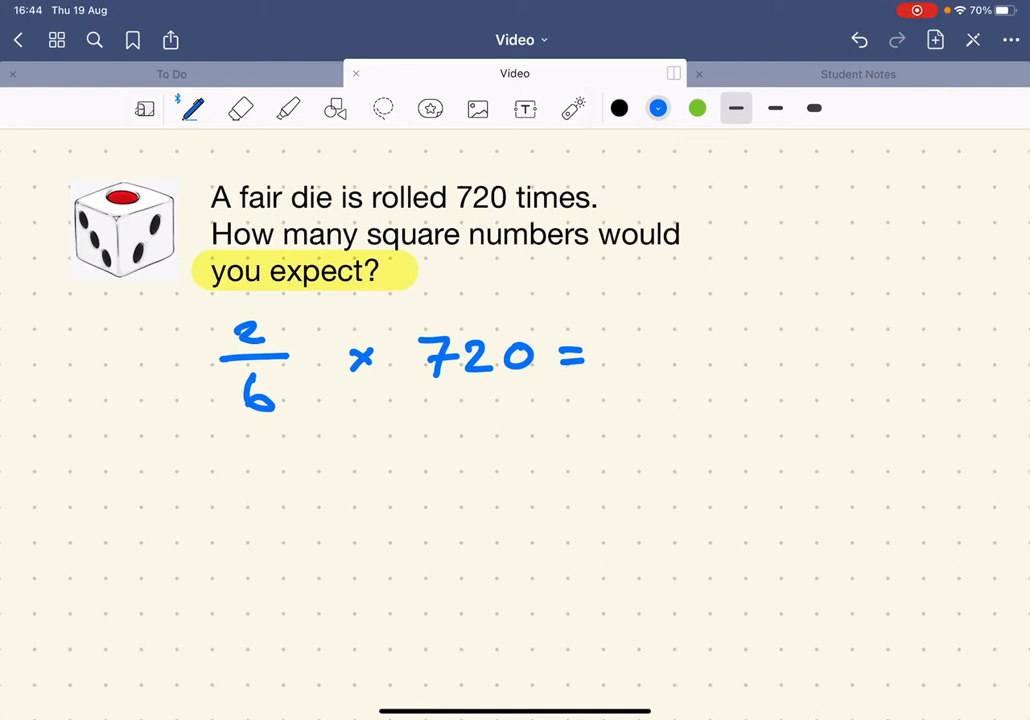 16:44 Thu 19 Aug
70%
Video
To Do
Video
Student Notes
T
A fair die is rolled 720 times.
How many square numbers would
you expect?
2
6
× 720 =